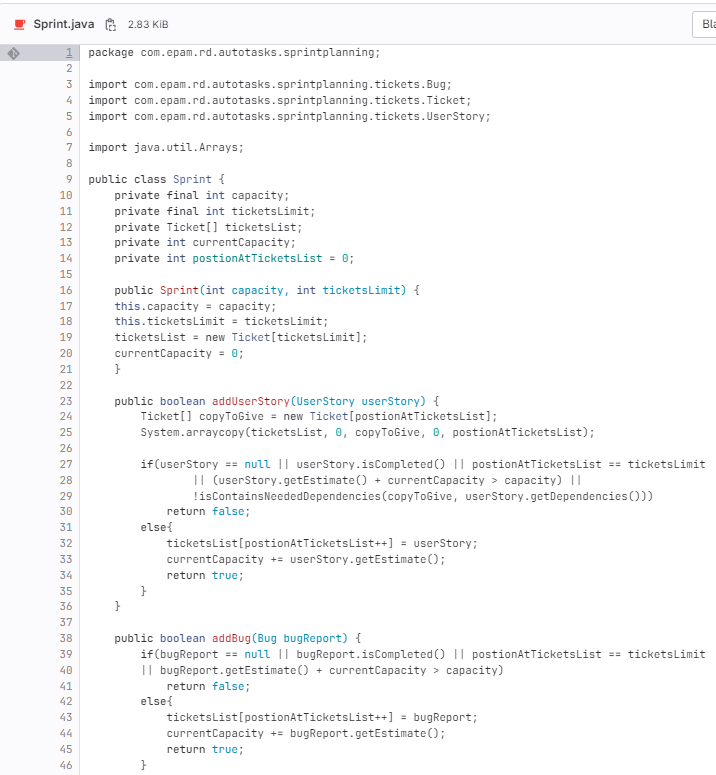 Sprint.java 2.83 KiB
Bla
1 package com.epam.rd.autotasks.sprintplanning;
2
3 import com.epam.rd.autotasks.sprintplanning.tickets.Bug;
4 import com.epam.rd.autotasks.sprintplanning.tickets.Ticket;
5 import com.epam.rd.autotasks.sprintplanning.tickets.UserStory;
6
7 import java.util.Arrays;
8
9 public class Sprint {
10     private final int capacity;
11     private final int ticketsLimit;
12     private Ticket[] ticketsList;
13     private int currentCapacity;
14     private int postionAtTicketsList = 0;
15
16     public Sprint(int capacity, int ticketsLimit) {
17     this.capacity = capacity;
18     this.ticketsLimit = ticketsLimit;
19     ticketsList = new Ticket[ticketsLimit];
20     currentCapacity = 0;
21     }
22
23     public boolean addUserStory(UserStory userStory) {
24         Ticket[] copyToGive = new Ticket[postionAtTicketsList];
25         System.arraycopy(ticketsList, 0, copyToGive, 0, postionAtTicketsList);
26
27         if(userStory == null || userStory.isCompleted() || postionAtTicketsList == ticketsLimit
28                 || (userStory.getEstimate() + currentCapacity > capacity) ||
29                 !isContainsNeededDependencies(copyToGive, userStory.getDependencies()))
30             return false;
31         else{
32             ticketsList[postionAtTicketsList++] = userStory;
33             currentCapacity += userStory.getEstimate();
34             return true;
35         }
36     }
37
38     public boolean addBug(Bug bugReport) {
39         if(bugReport == null || bugReport.isCompleted() || postionAtTicketsList == ticketsLimit
40         || bugReport.getEstimate() + currentCapacity > capacity)
41             return false;
42         else{
43             ticketsList[postionAtTicketsList++] = bugReport;
44             currentCapacity += bugReport.getEstimate();
45             return true;
46         }